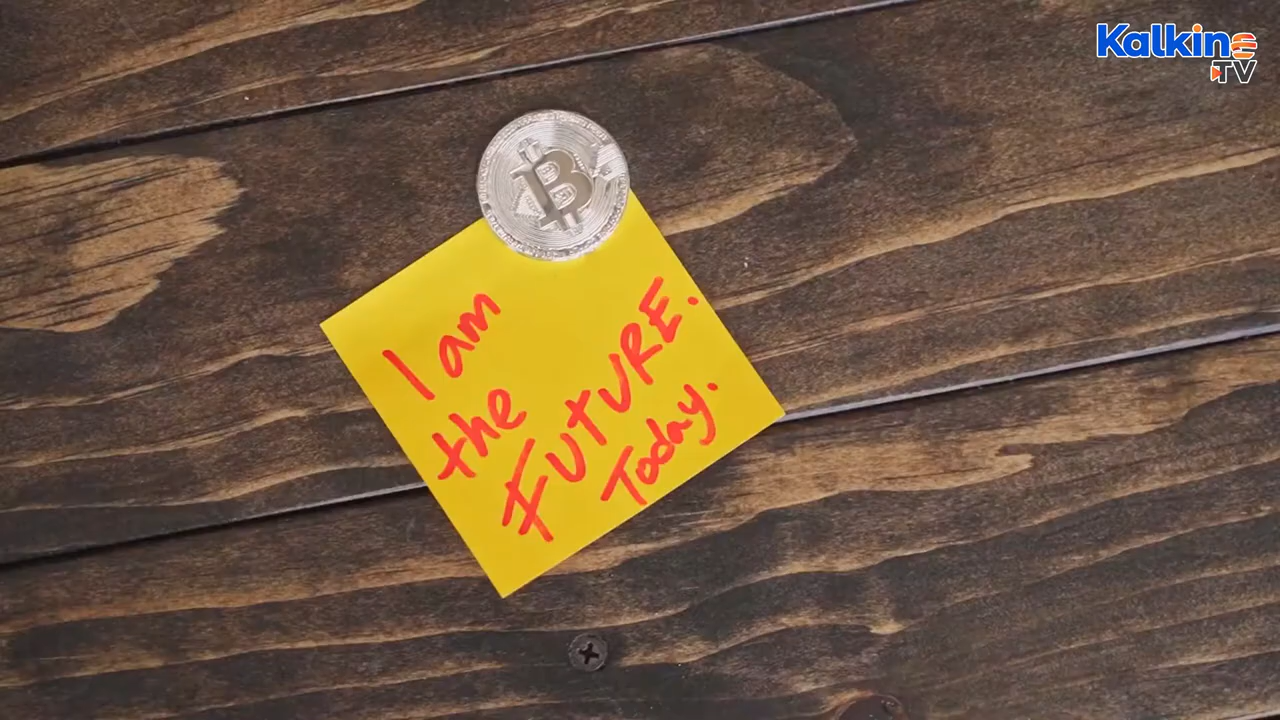 Kalkine
TV
I am
the
FUTURE.
Today.